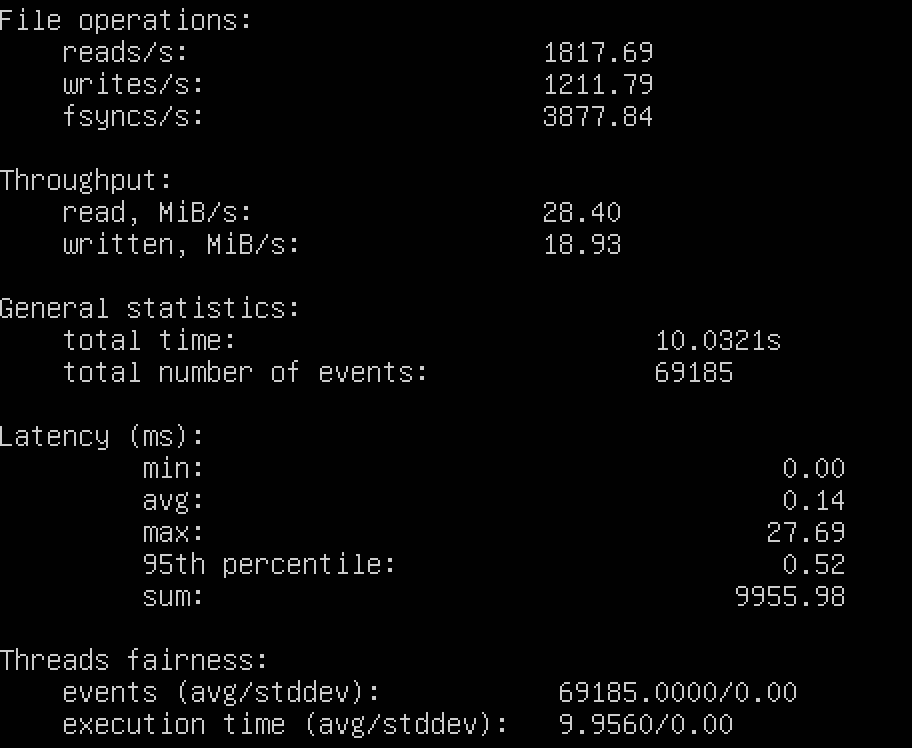 File operations:
reads/s: 1817.69
writes/s: 1211.79
fsyncs/s: 3877.84
Throughput:
read, MiB/s: 28.40
written, MiB/s: 18.93
General statistics:
total time: 10.0321s
total number of events: 69185
Latency (ms):
min: 0.00
avg: 0.14
max: 27.69
95th percentile: 0.52
sum: 9955.98
Threads fairness:
events (avg/stddev): 69185.0000/0.00
execution time (avg/stddev): 9.9560/0.00